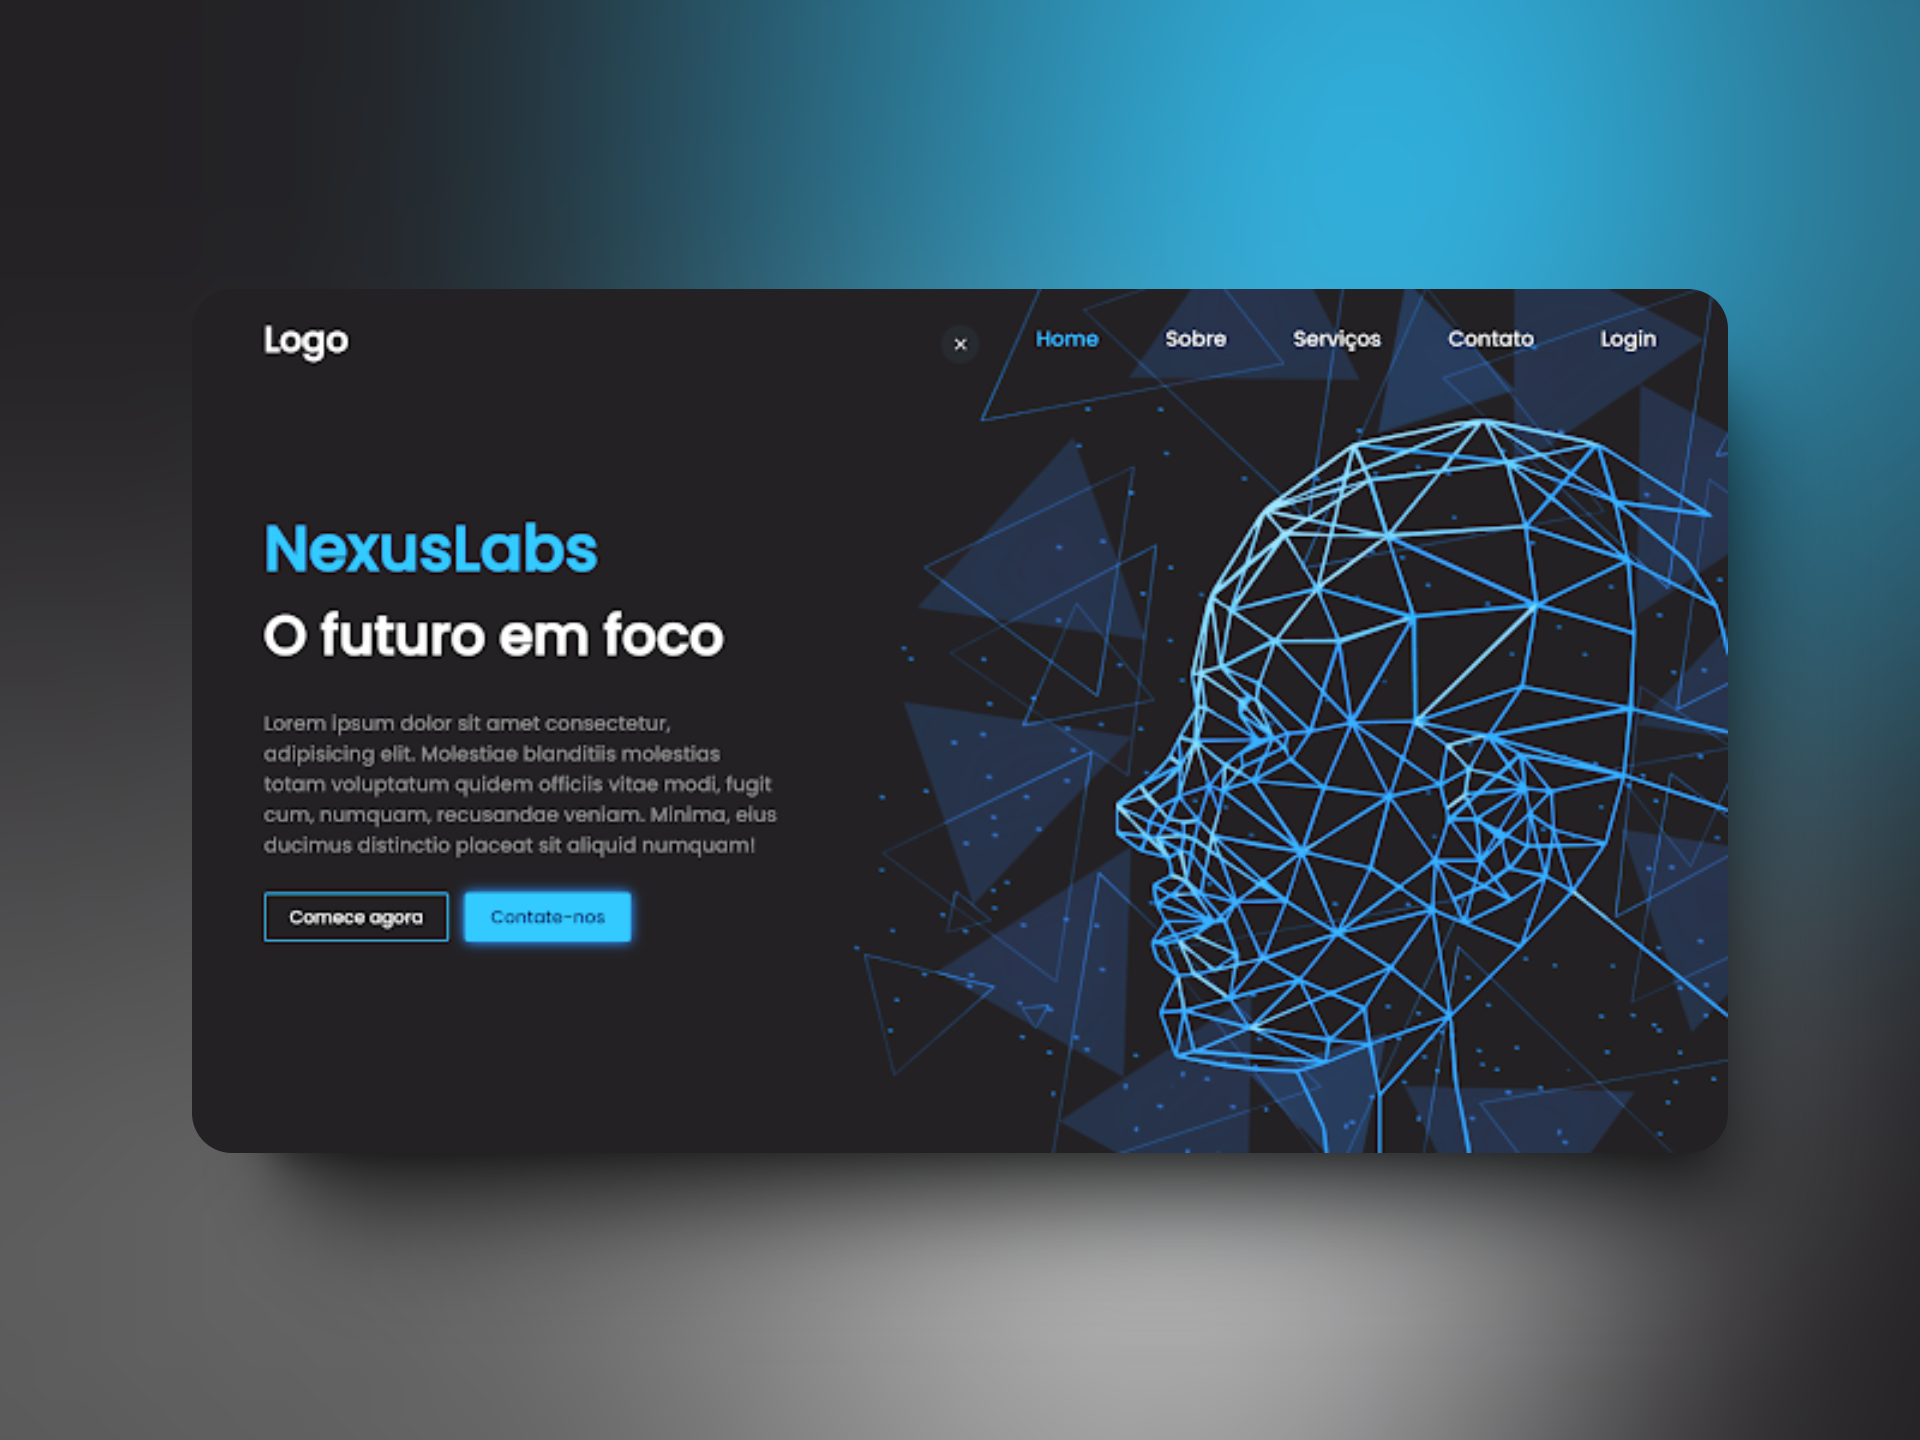 Logo
Home Sobre Serviços Contato Login
NexusLabs
O futuro em foco
Lorem ipsum dolor sit amet consectetur,
adipisicing elit. Molestiae blanditiis molestias
totam voluptatum quidem officiis vitae modi, fugit
cum, numquam, recusandae veniam. Minima, eius
ducimus distinctio placeat sit aliquid numquam!
Comece agora
Contate-nos